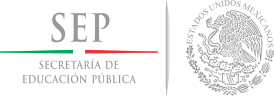 SEP
SECRETARÍA DE
EDUCACIÓN PÚBLICA
ESTADOS UNIDOS MEXICANOS